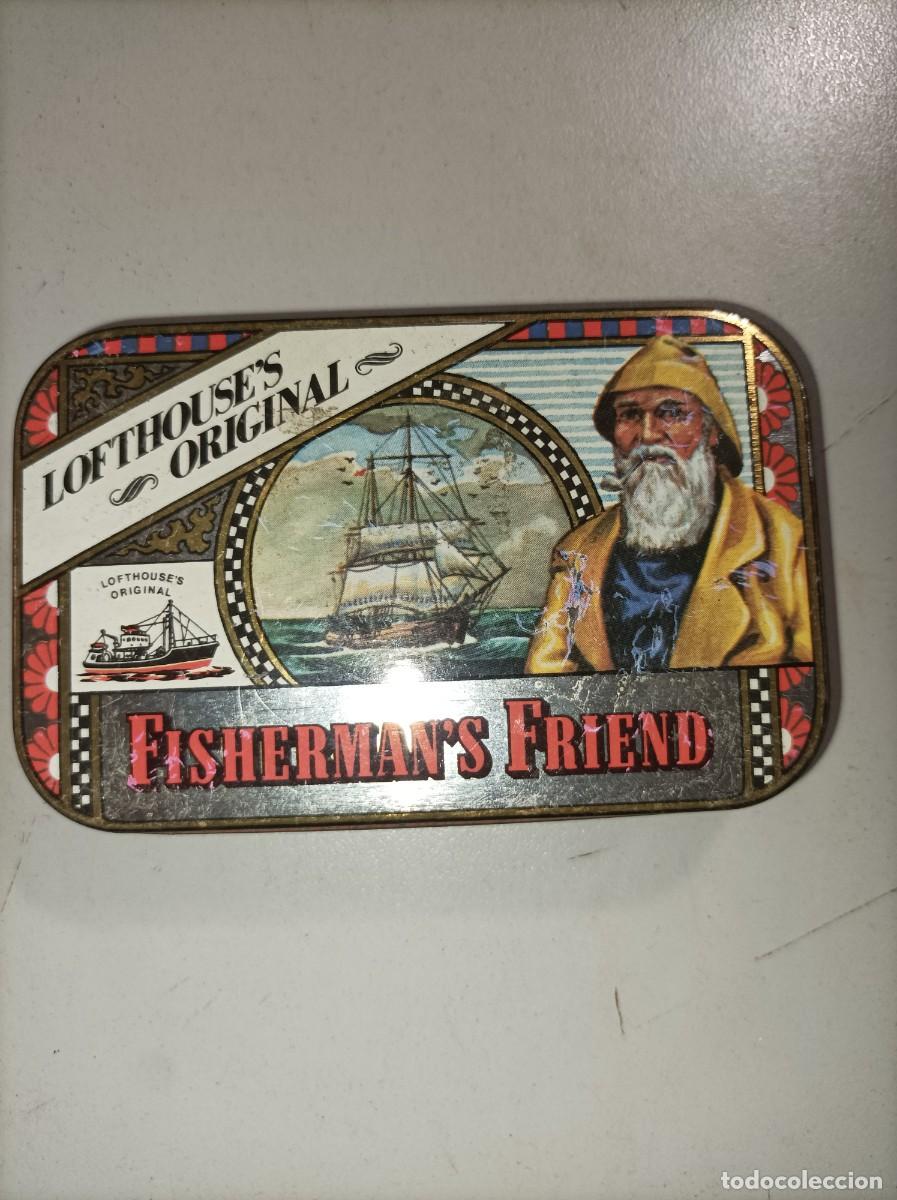 LOFTHOUSE'S
ORIGINAL
LOFTHOUSE'S
ORIGINAL
FISHERMAN'S FRIEND
todocoleccion